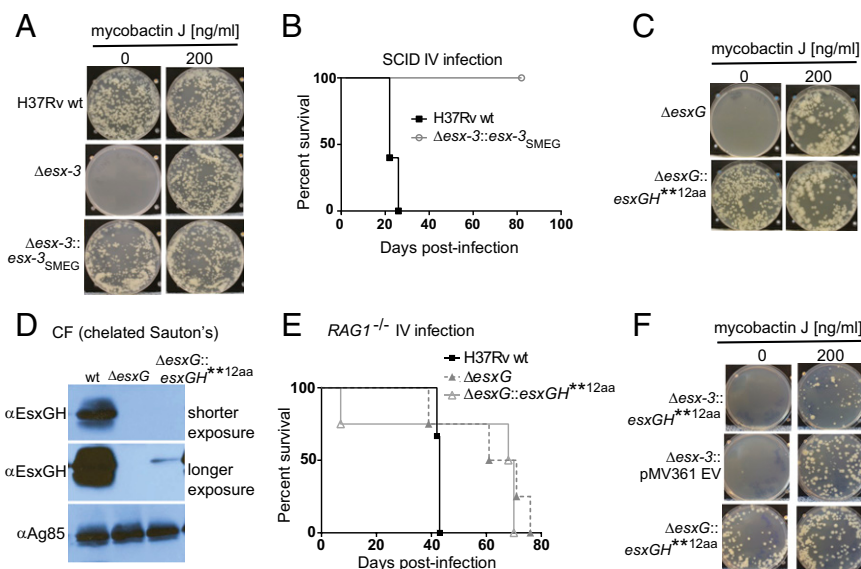 A
mycobactin J [ng/ml]
0 200
H37Rv wt
Δesx-3
Δesx-3::
esx-3SMEG
B
SCID IV infection
Percent survival
100
50
0
0 20 40 60 80 100
Days post-infection
H37Rv wt
Δesx-3::esx-3SMEG
C
mycobactin J [ng/ml]
0 200
ΔesxG
ΔesxG::
esxGH**12aa
D
CF (chelated Sauton's)
wt ΔesxG ΔesxG::
esxGH**12aa
αEsxGH shorter
exposure
αEsxGH longer
exposure
αAg85
E
RAG1-/- IV infection
H37Rv wt
ΔesxG
ΔesxG::esxGH**12aa
Percent survival
100
50
0
0 20 40 60 80
Days post-infection
F
mycobactin J [ng/ml]
0 200
Δesx-3::
esxGH**12aa
Δesx-3::
pMV361 EV
ΔesxG::
esxGH**12aa